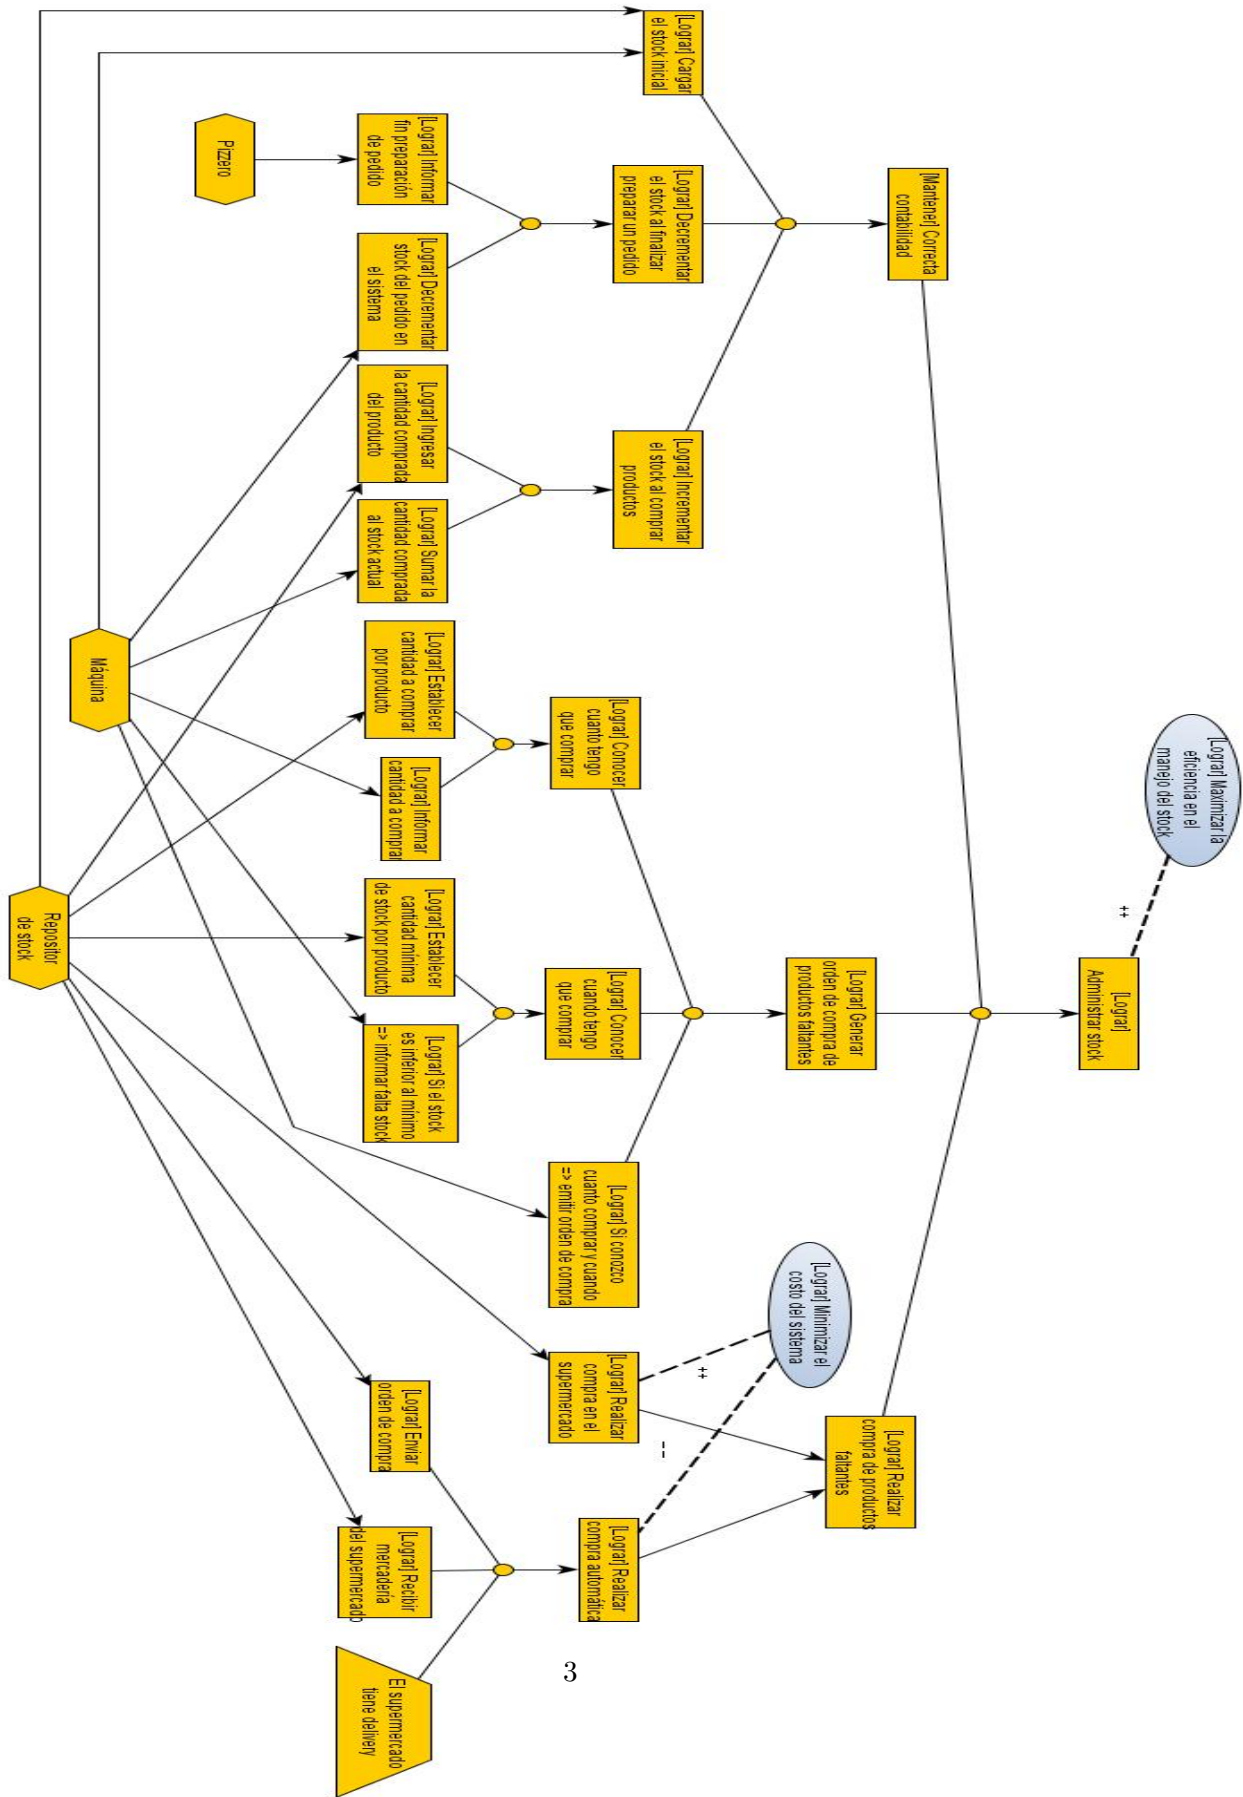 [Lograr] Maximizar la
eficiencia en el
manejo del stock
++
[Lograr]
Administrar stock
[Mantener] Correcta
contabilidad
[Lograr] Generar
orden de compra de
productos faltantes
[Lograr] Realizar
compra de productos
faltantes
[Lograr] Minimizar el
costo del sistema
++
--
[Lograr] Cargar
el stock inicial
[Lograr] Decrementar
el stock al finalizar
preparar un pedido
[Lograr] Incrementar
el stock al comprar
productos
[Lograr] Conocer
cuanto tengo
que comprar
[Lograr] Conocer
cuando tengo
que comprar
[Lograr] Si conozco
cuanto comprar y cuando
=> emitir orden de compra
[Lograr] Realizar
compra en el
supermercado
[Lograr] Realizar
compra automática
[Lograr] Informar
fin preparación
de pedido
[Lograr] Decrementar
stock del pedido en
el sistema
[Lograr] Ingresar
la cantidad comprada
del producto
[Lograr] Sumar la
cantidad comprada
al stock actual
[Lograr] Establecer
cantidad a comprar
por producto
[Lograr] Informar
cantidad a comprar
[Lograr] Establecer
cantidad mínima
de stock por producto
[Lograr] Si el stock
es inferior al mínimo
=> informar falta stock
[Lograr] Enviar
orden de compra
[Lograr] Recibir
mercadería
del supermercado
El supermercado
tiene delivery
Pizzero
Máquina
Repositor
de stock
3